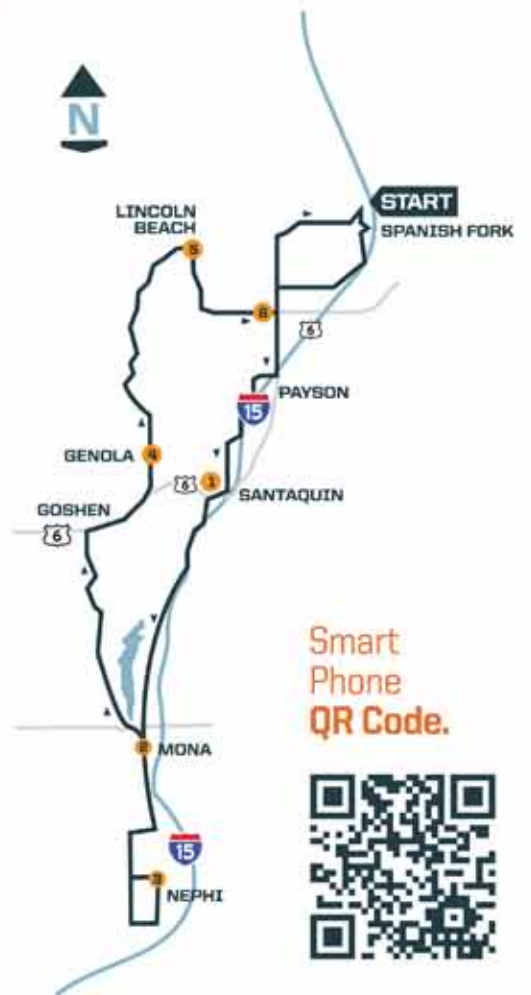 N
START
SPANISH FORK
LINCOLN
BEACH
5
6
6
PAYSON
15
GENOLA
4
6
1
SANTAQUIN
GOSHEN
6
Smart
Phone
QR Code.
2
MONA
15
3
NEPHI